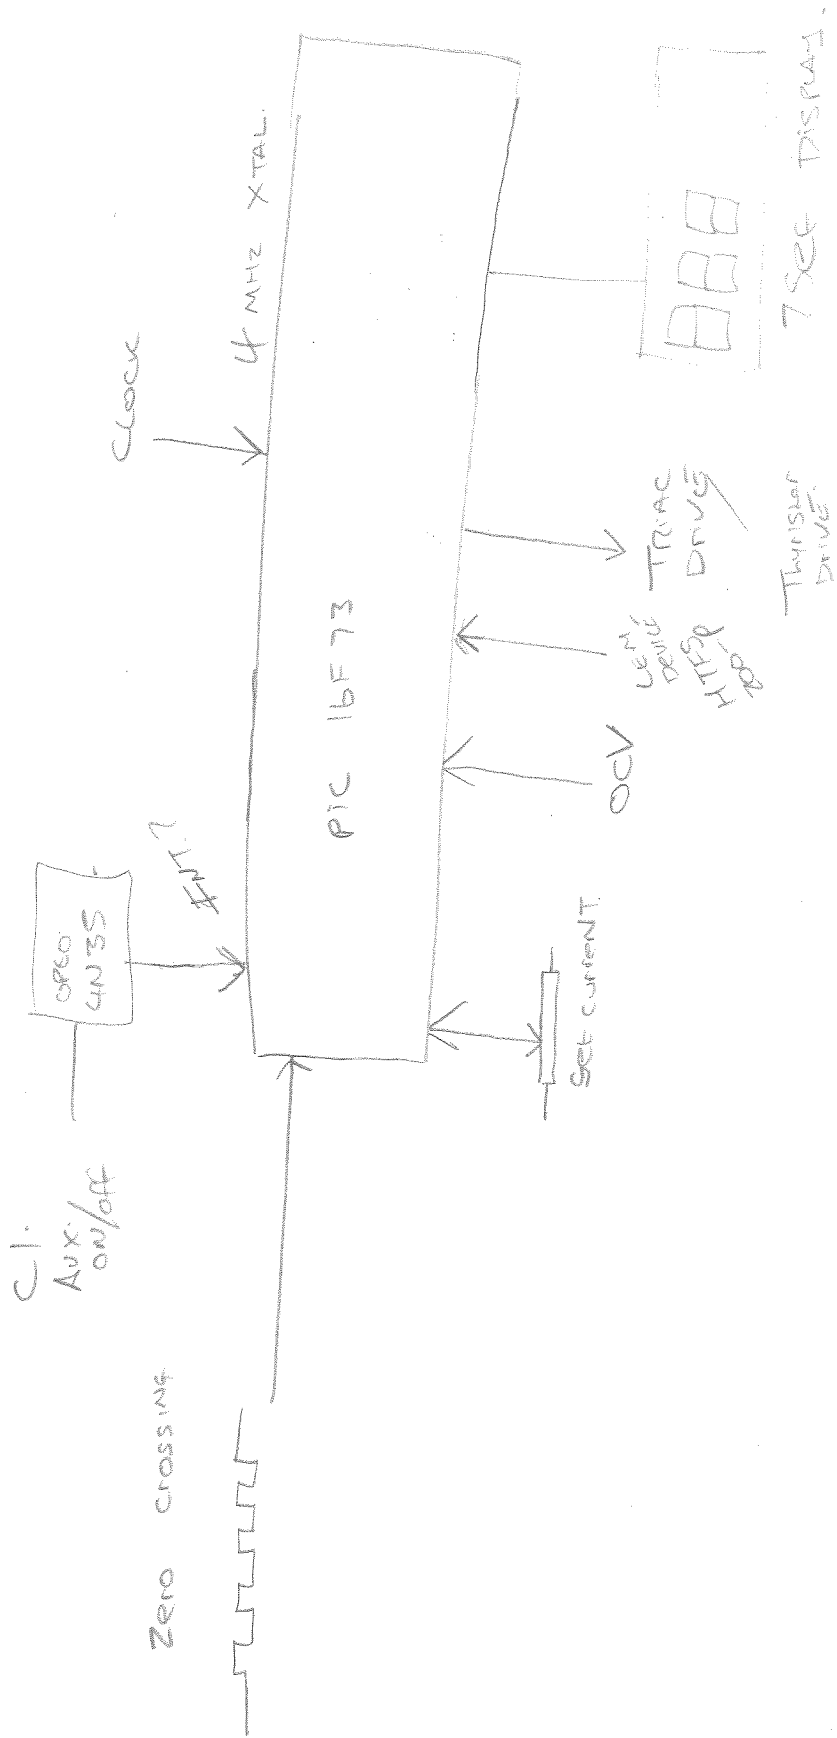 C1.
AUX.
ON/OFF
OPTO.
4N35
INT.?
CLOCK
4 MHz XTAL.
Zero crossing
PIC 16F73
Set current
OCV
LEM
DEVICE
HTFS
200-P
TRIAC
DRIVE/
Thyristor
DRIVE.
7 seg DISPLAY.